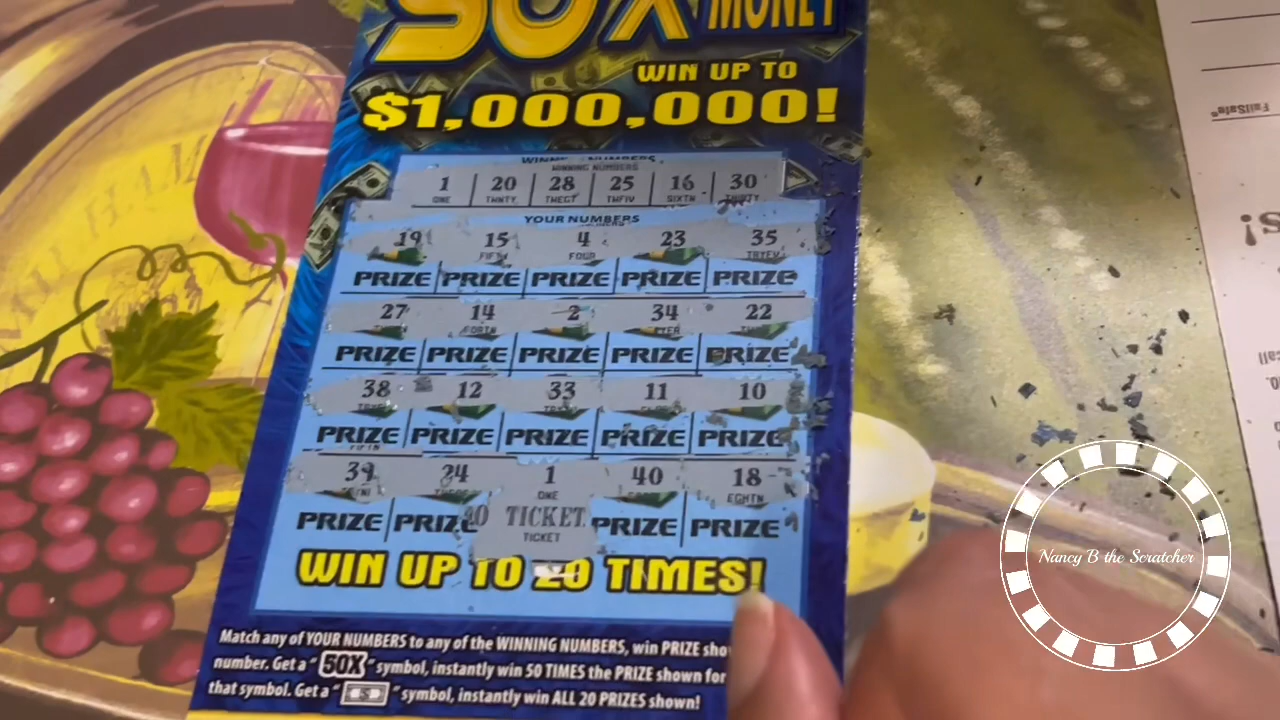 50X MONEY
WIN UP TO
$1,000,000!
WINNING NUMBERS
1 20 28 25 16 30
ONE TWNTY TWEGT TWFIV SIXTN THIRTY
YOUR NUMBERS
19 15 4 23 35
FIFTN FOUR TRYFV
PRIZE PRIZE PRIZE PRIZE PRIZE
27 14 2 34 22
FORTN
PRIZE PRIZE PRIZE PRIZE PRIZE
38 12 33 11 10
PRIZE PRIZE PRIZE PRIZE PRIZE
39 24 1 40 18
ONE EGHTN
PRIZE PRIZE TICKET PRIZE PRIZE
TICKET
WIN UP TO 20 TIMES!
Match any of YOUR NUMBERS to any of the WINNING NUMBERS, win PRIZE sho
number. Get a "50X" symbol, instantly win 50 TIMES the PRIZE shown for
that symbol. Get a "$" symbol, instantly win ALL 20 PRIZES shown!
FailSafe®
Nancy B the Scratcher